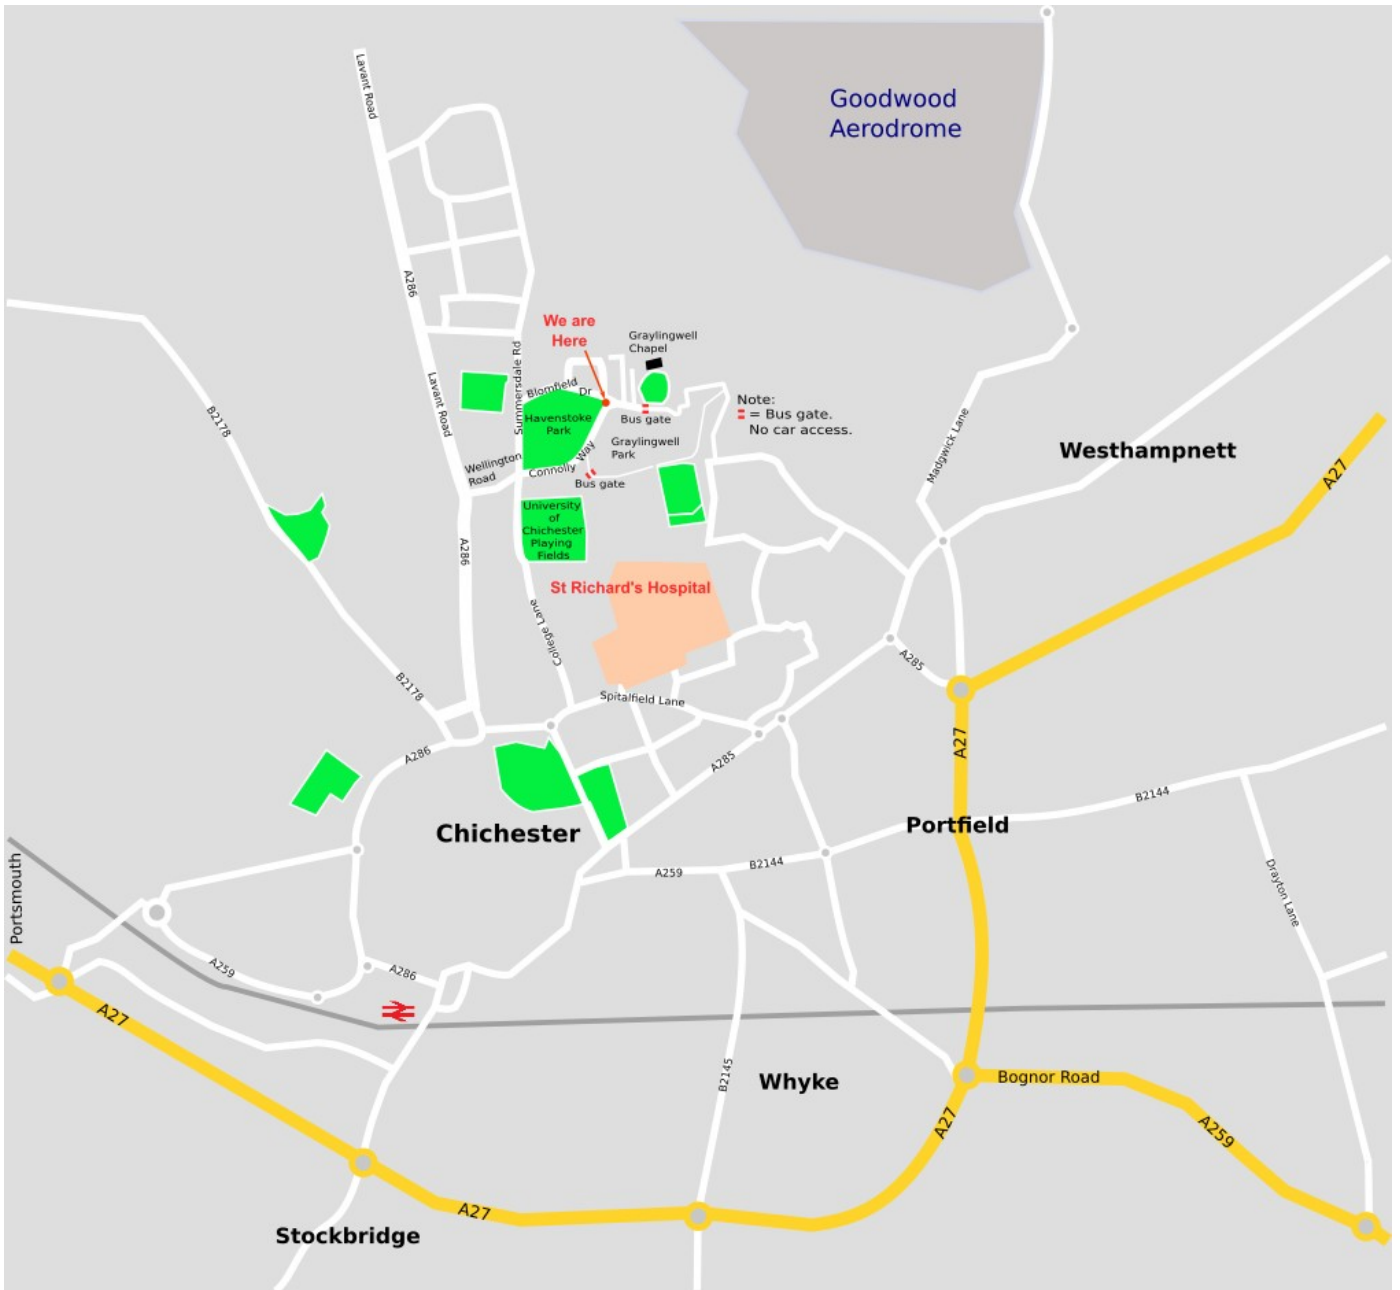 Lavant Road
Goodwood
Aerodrome
A286
We are
Here
Graylingwell
Chapel
Summersdale Rd
Blomfield
Dr
Note:
= Bus gate.
No car access.
Lavant Road
B2178
Havenstoke
Park
Bus gate
Graylingwell
Park
Way
Madgwick Lane
Westhampnett
A27
Wellington
Road
Connolly
Bus gate
University
of
Chichester
Playing
Fields
A286
St Richard's Hospital
College Lane
A285
B2178
Spitalfield Lane
A286
A285
A27
B2144
Chichester
Portfield
A259
B2144
Drayton Lane
Portsmouth
A259
A286
A27
B2145
Whyke
Bognor Road
A27
A259
A27
Stockbridge